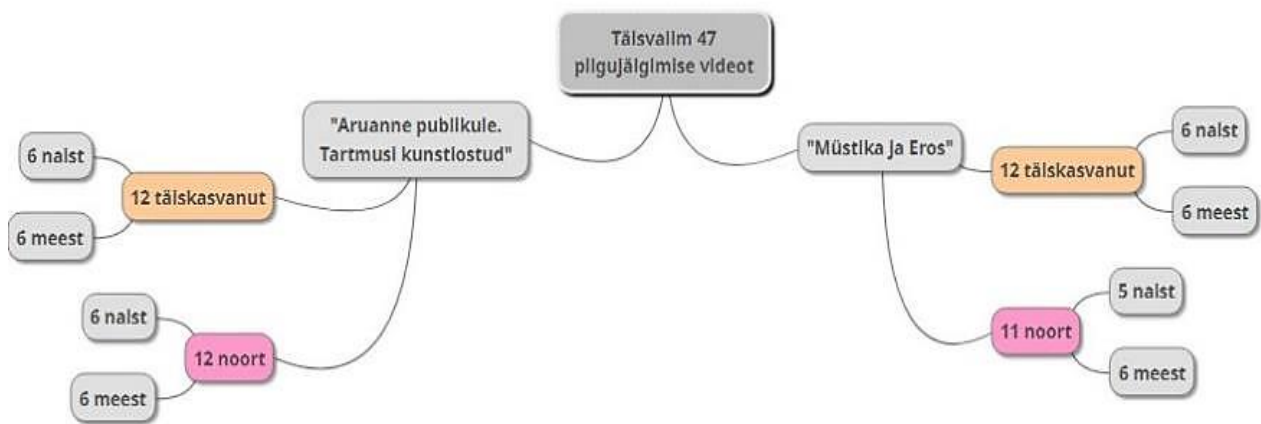 Täisvalim 47
pilgujälgimise videot
"Aruanne publikule.
Tartmusi kunstiostud"
6 naist
12 täiskasvanut
6 meest
6 naist
12 noort
6 meest
"Müstika ja Eros"
6 naist
12 täiskasvanut
6 meest
5 naist
11 noort
6 meest